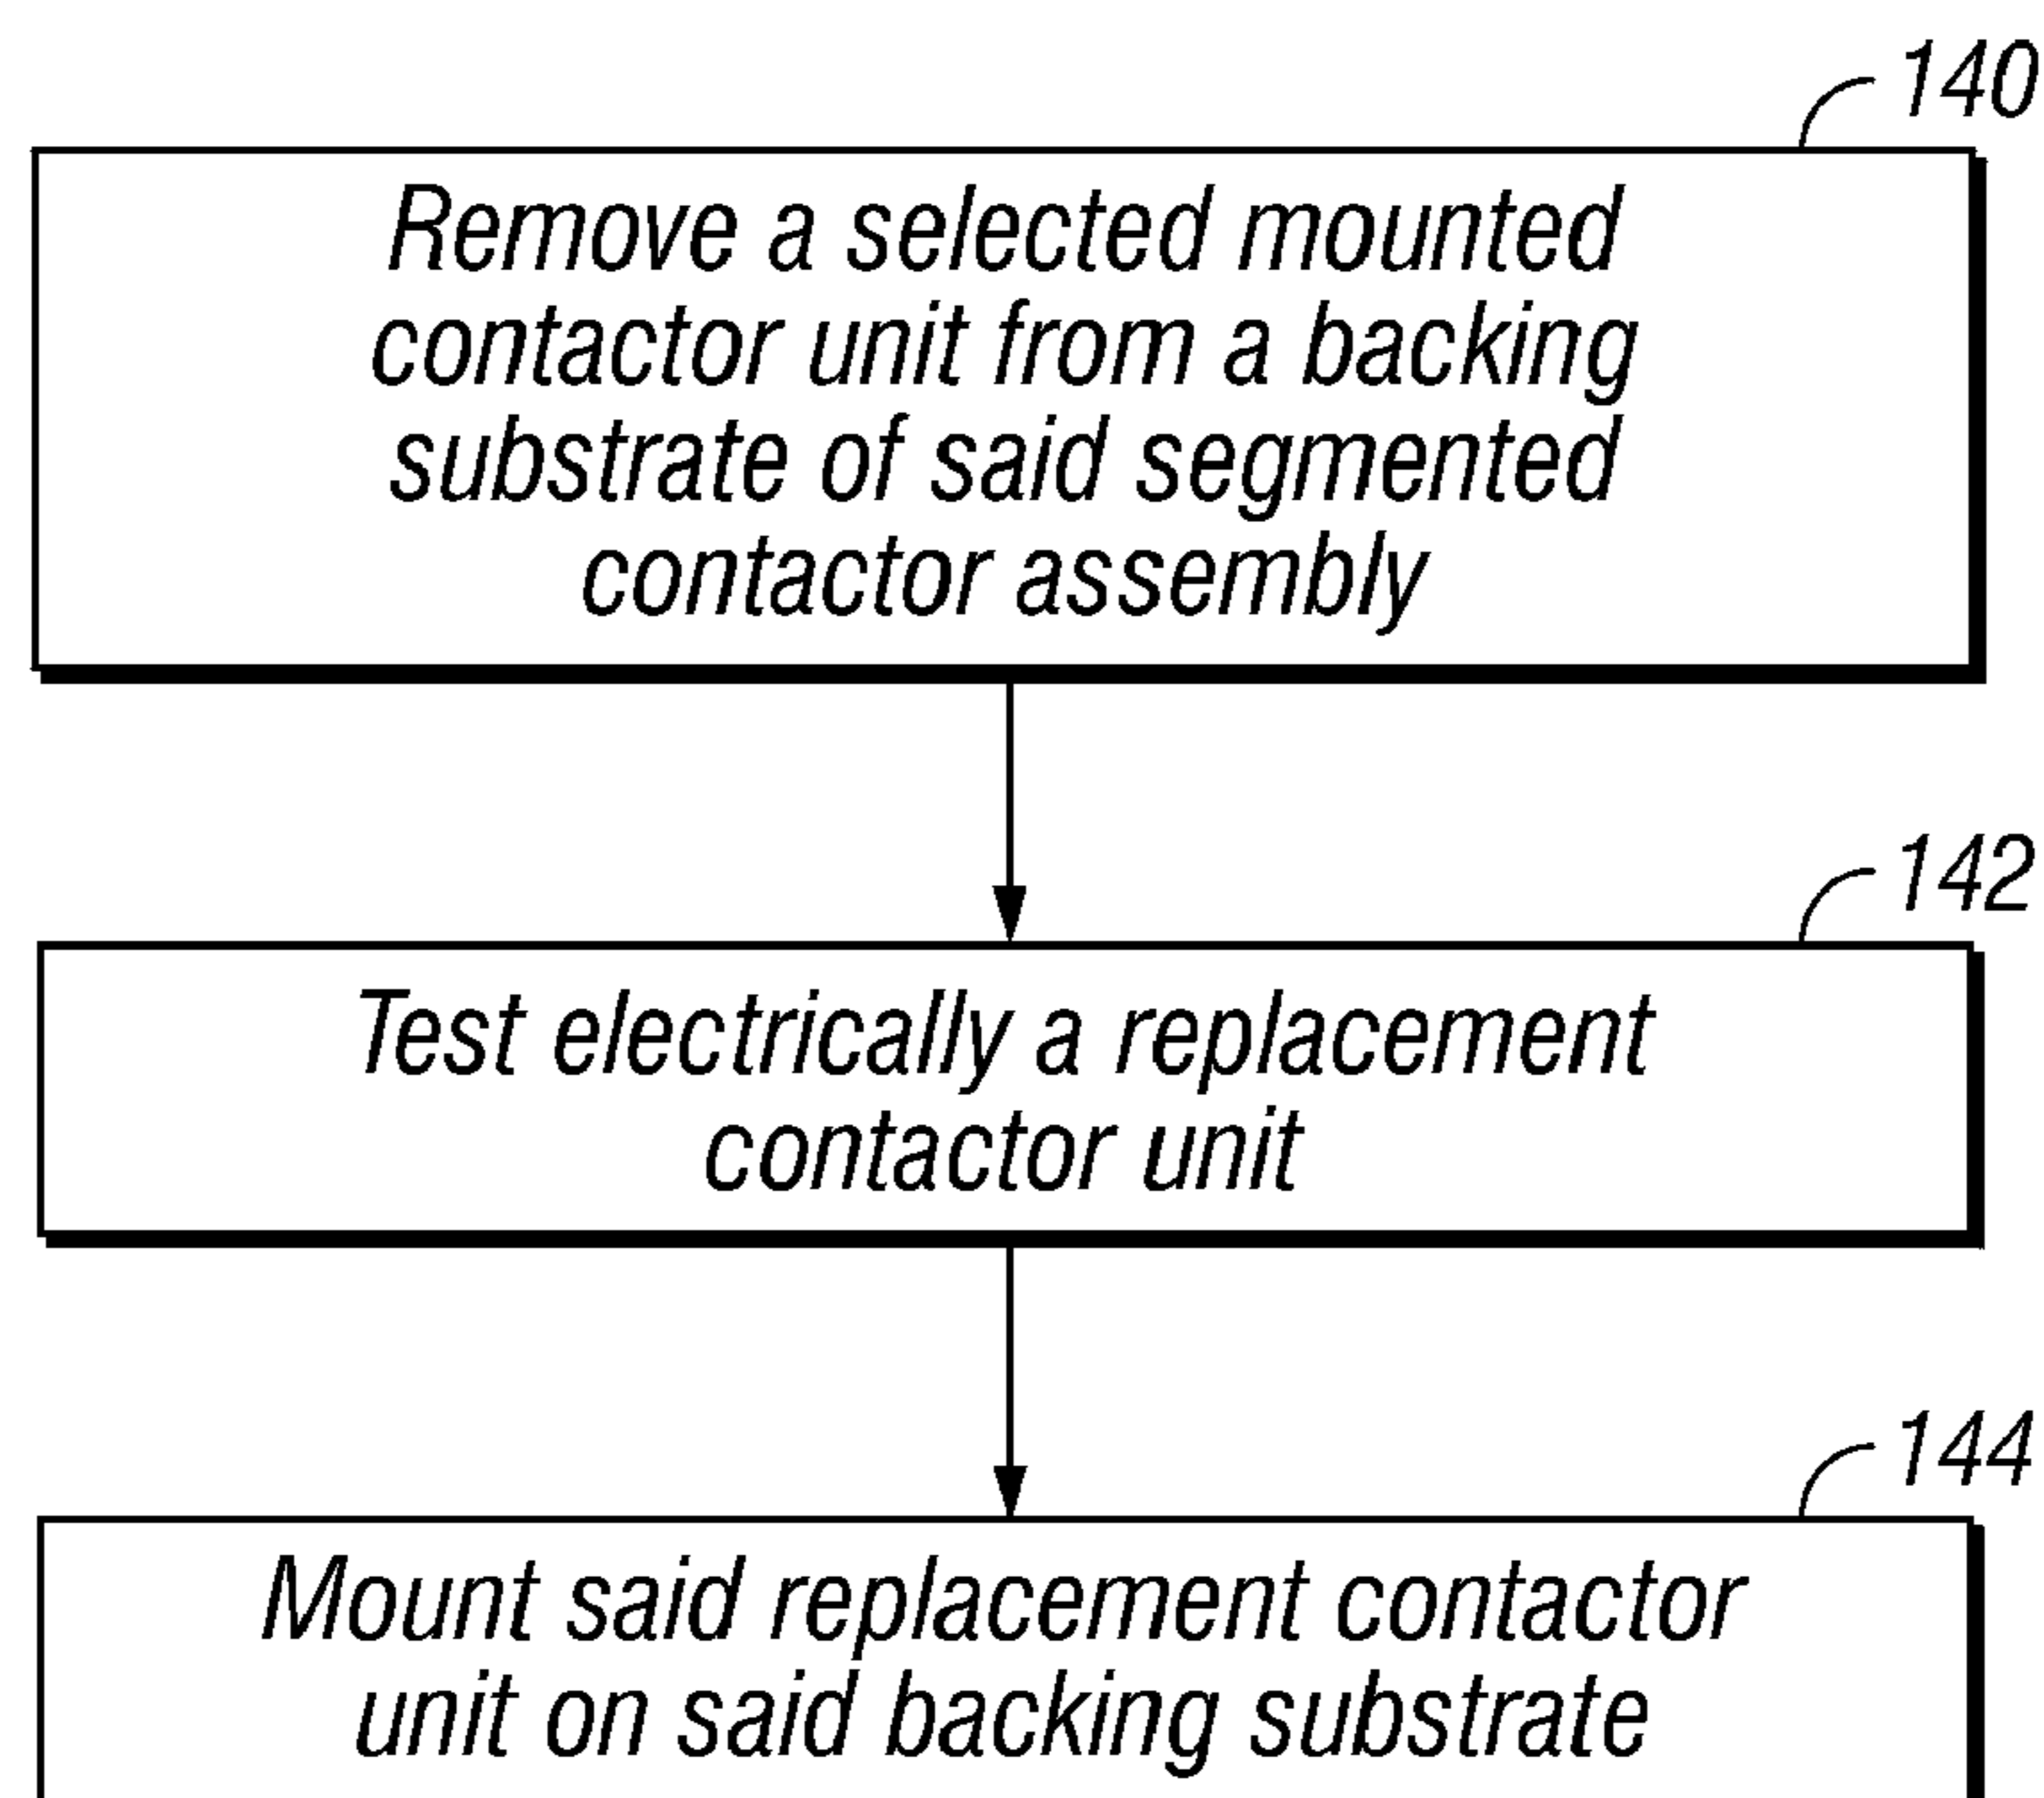 140
Remove a selected mounted
contactor unit from a backing
substrate of said segmented
contactor assembly
142
Test electrically a replacement
contactor unit
144
Mount said replacement contactor
unit on said backing substrate